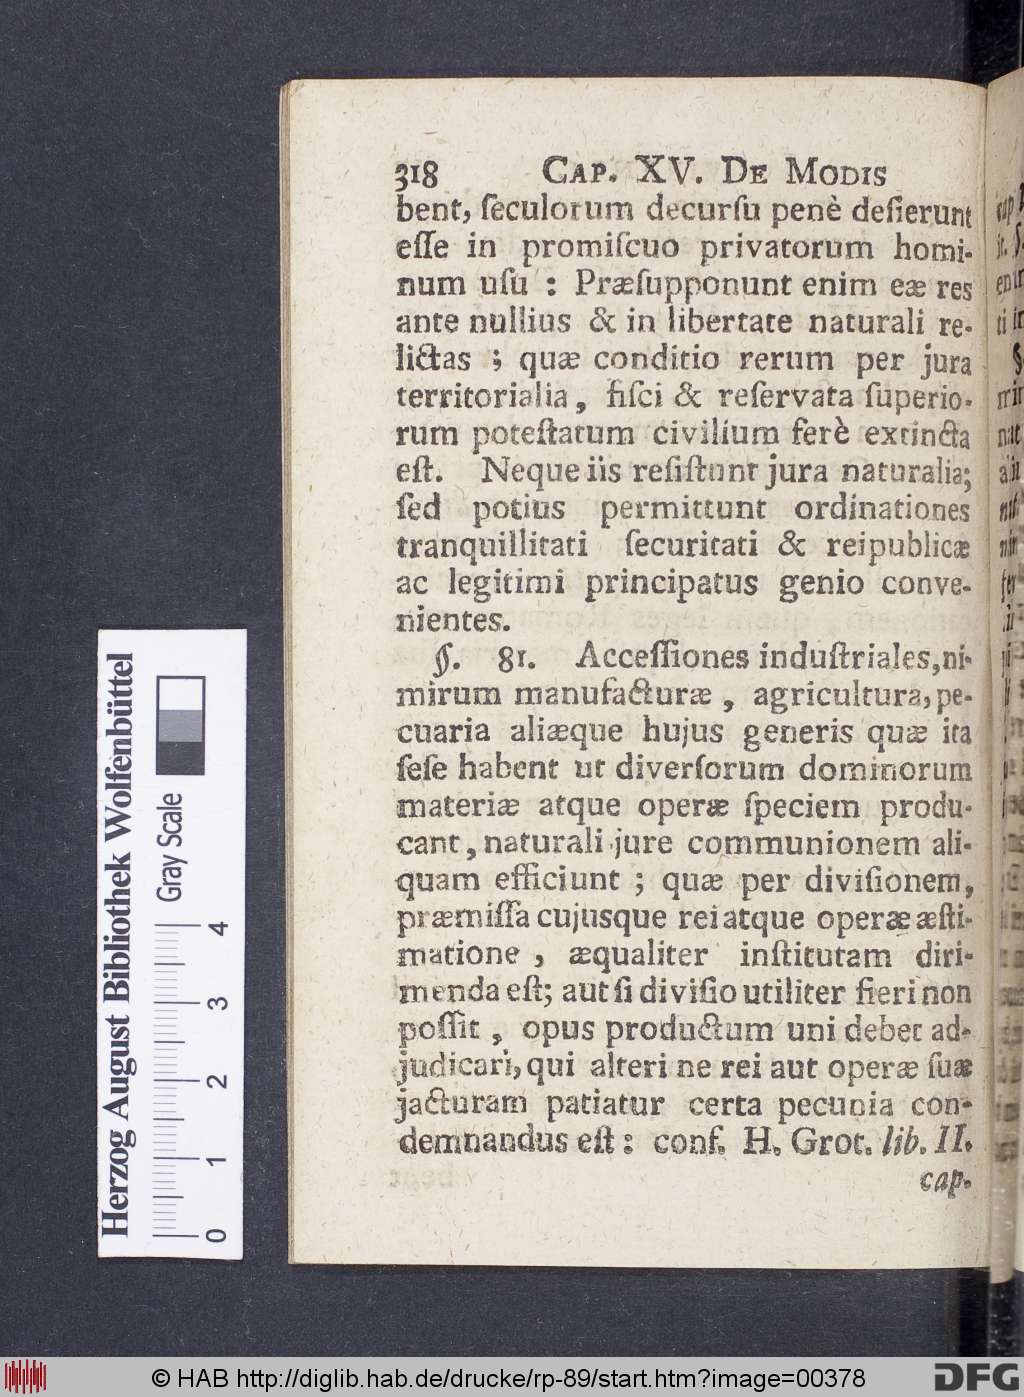 318 CAP. XV. DE MODIS
bent, ſeculorum decurſu penè deſierunt
eſſe in promiſcuo privatorum homi-
num uſu : Præſupponunt enim eæ res
ante nullius & in libertate naturali re-
lictas ; quæ conditio rerum per jura
territorialia, fiſci & reſervata ſuperio-
rum poteſtatum civilium ferè extincta
eſt. Neque iis reſiſtunt jura naturalia;
ſed potius permittunt ordinationes
tranquillitati ſecuritati & reipublicæ
ac legitimi principatus genio conve-
nientes.
§. 81. Acceſſiones induſtriales, ni-
mirum manufacturæ, agricultura, pe-
cuaria aliæque hujus generis quæ ita
ſeſe habent ut diverſorum dominorum
materiæ atque operæ ſpeciem produ-
cant, naturali jure communionem ali-
quam efficiunt ; quæ per diviſionem,
præmiſſa cujusque rei atque operæ æſti-
matione, æqualiter inſtitutam diri-
menda eſt; aut ſi diviſio utiliter fieri non
poſſit, opus productum uni debet ad-
judicari, qui alteri ne rei aut operæ ſuæ
jacturam patiatur certa pecunia con-
demnandus eſt : conf. H. Grot. lib. II.
cap.
Herzog August Bibliothek Wolfenbüttel
Gray Scale
0 1 2 3 4
© HAB http://diglib.hab.de/drucke/rp-89/start.htm?image=00378
DFG